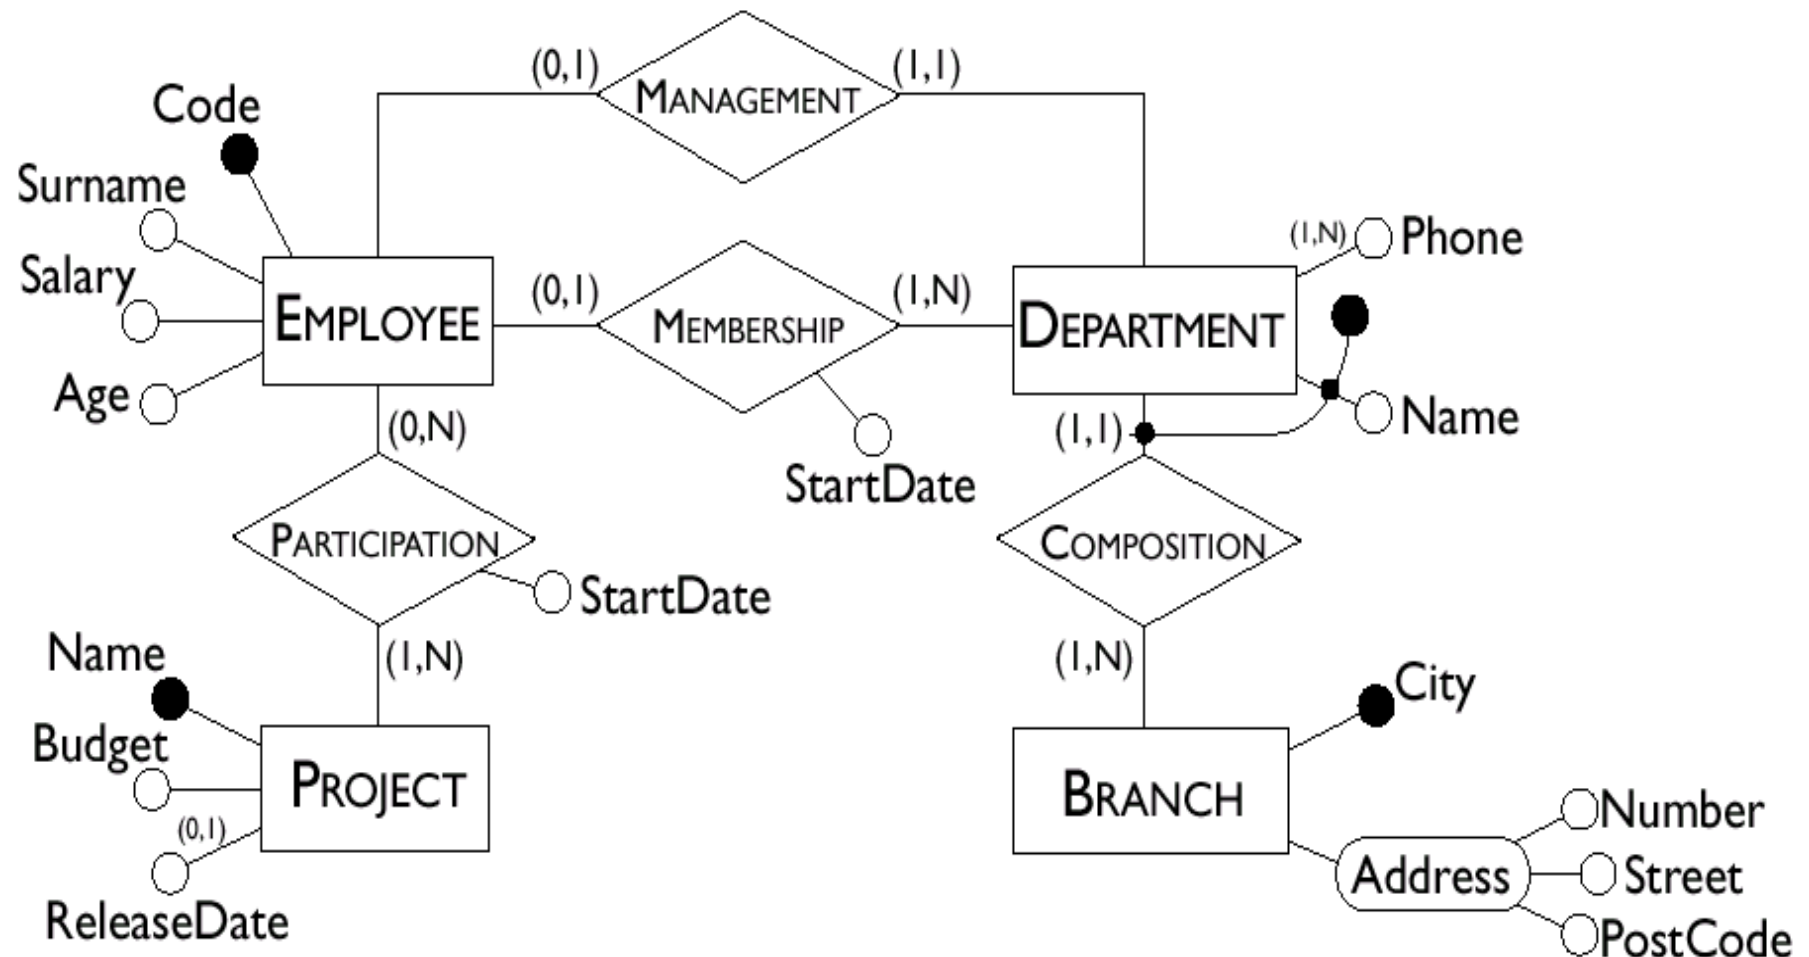 (0,1)
MANAGEMENT
(1,1)
Code
Surname
Salary
Age
EMPLOYEE
(0,1)
MEMBERSHIP
(1,N)
StartDate
DEPARTMENT
(1,N)
Phone
Name
(0,N)
PARTICIPATION
StartDate
(1,N)
(1,1)
COMPOSITION
(1,N)
Name
Budget
(0,1)
ReleaseDate
PROJECT
BRANCH
City
Address
Number
Street
PostCode